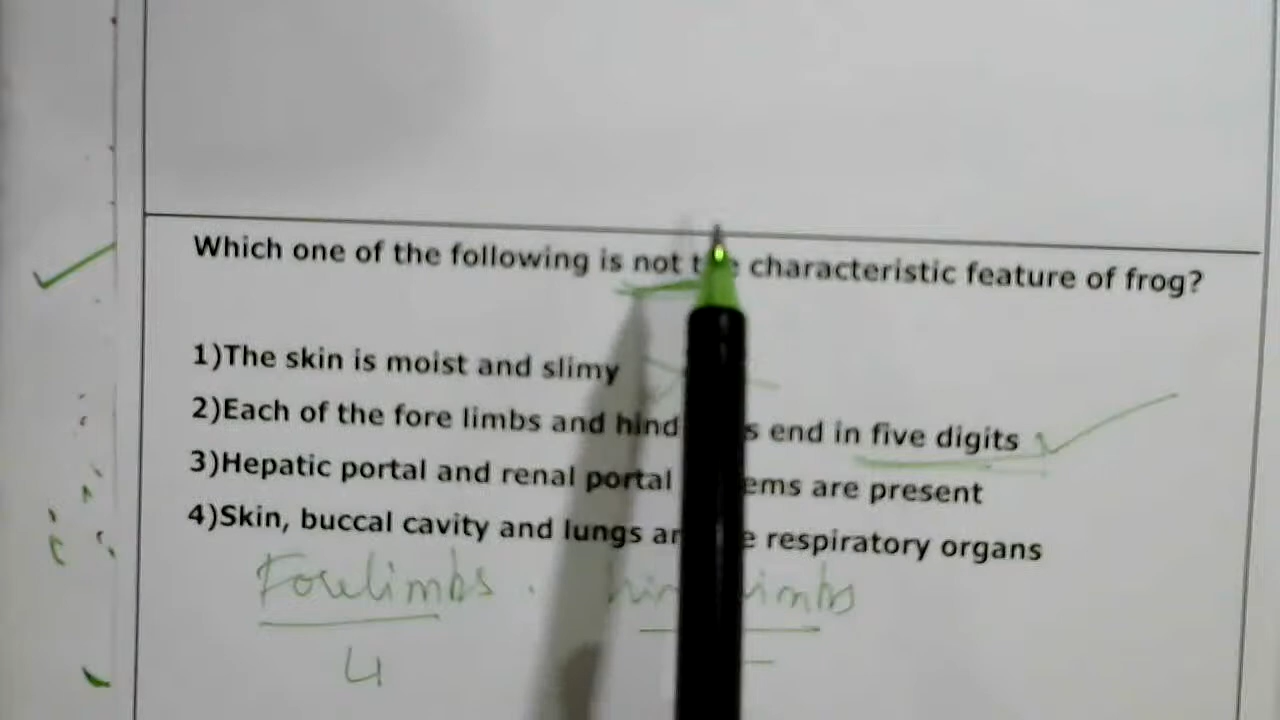 Which one of the following is not the characteristic feature of frog?
1)The skin is moist and slimy
2)Each of the fore limbs and hind s end in five digits
3)Hepatic portal and renal portal ems are present
4)Skin, buccal cavity and lungs respiratory organs
Forelimbs. limbs
4